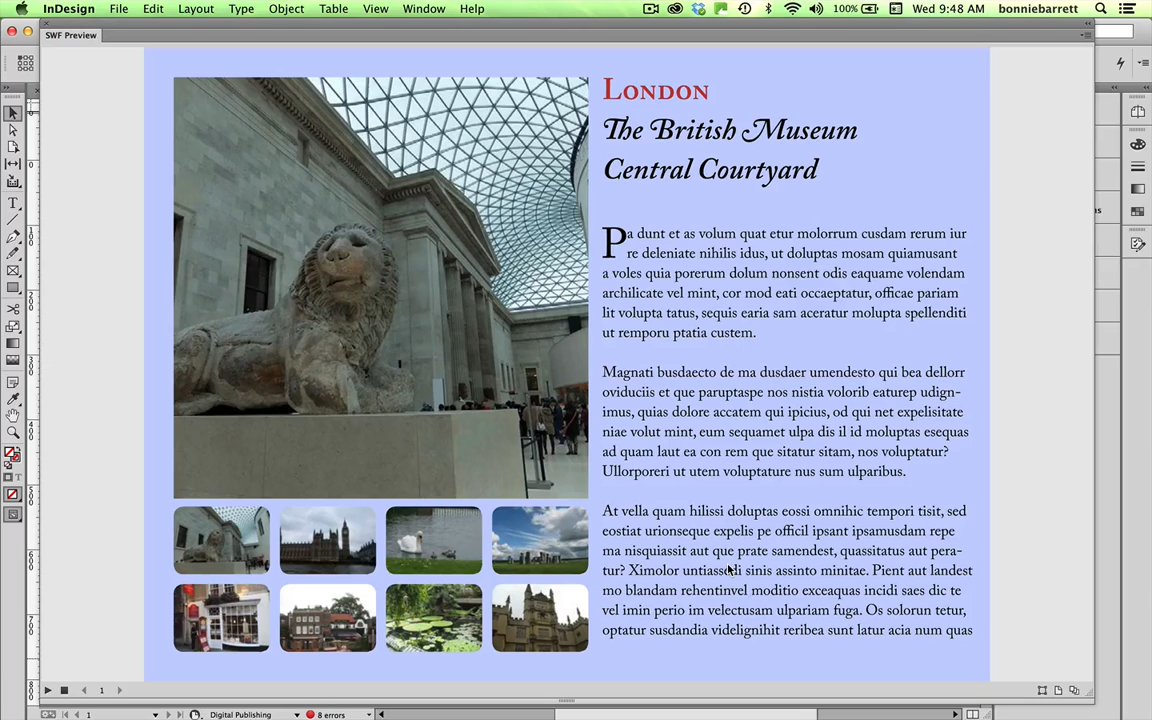 InDesign File Edit Layout Type Object Table View Window Help 100% Wed 9:48 AM bonniebarrett
SWF Preview
London
The British Museum
Central Courtyard
Pa dunt et as volum quat etur molorrum cusdam rerum iur
re deleniate nihilis idus, ut doluptas mosam quiamusant
a voles quia porerum dolum nonsent odis eaquame volendam
archilicate vel mint, cor mod eati occaeptatur, officae pariam
lit volupta tatus, sequis earia sam aceratur molupta spellenditi
ut remporu ptatia custem.
Magnati busdaecto de ma dusdaer umendesto qui bea dellorr
oviduciis et que paruptaspe nos nistia volorib eaturep udign-
imus, quias dolore accatem qui ipicius, od qui net expelisitate
niae volut mint, eum sequamet ulpa dis il id moluptas esequas
ad quam laut ea con rem que sitatur sitam, nos voluptatur?
Ullorporeri ut utem voluptature nus sum ulparibus.
At vella quam hilissi doluptas eossi omnihic tempori tisit, sed
eostiat urionseque expelis pe officil ipsant ipsamusdam repe
ma nisquiassit aut que prate samendest, quassitatus aut pera-
tur? Ximolor sinis assinto minitae. Pient aut landest
mo blandam rehentinvel moditio exceaquas incidi saes dic te
vel imin perio im velectusam ulpariam fuga. Os solorun tetur,
optatur susdandia videlignihit reribea sunt latur acia num quas
1
1 Digital Publishing 8 errors